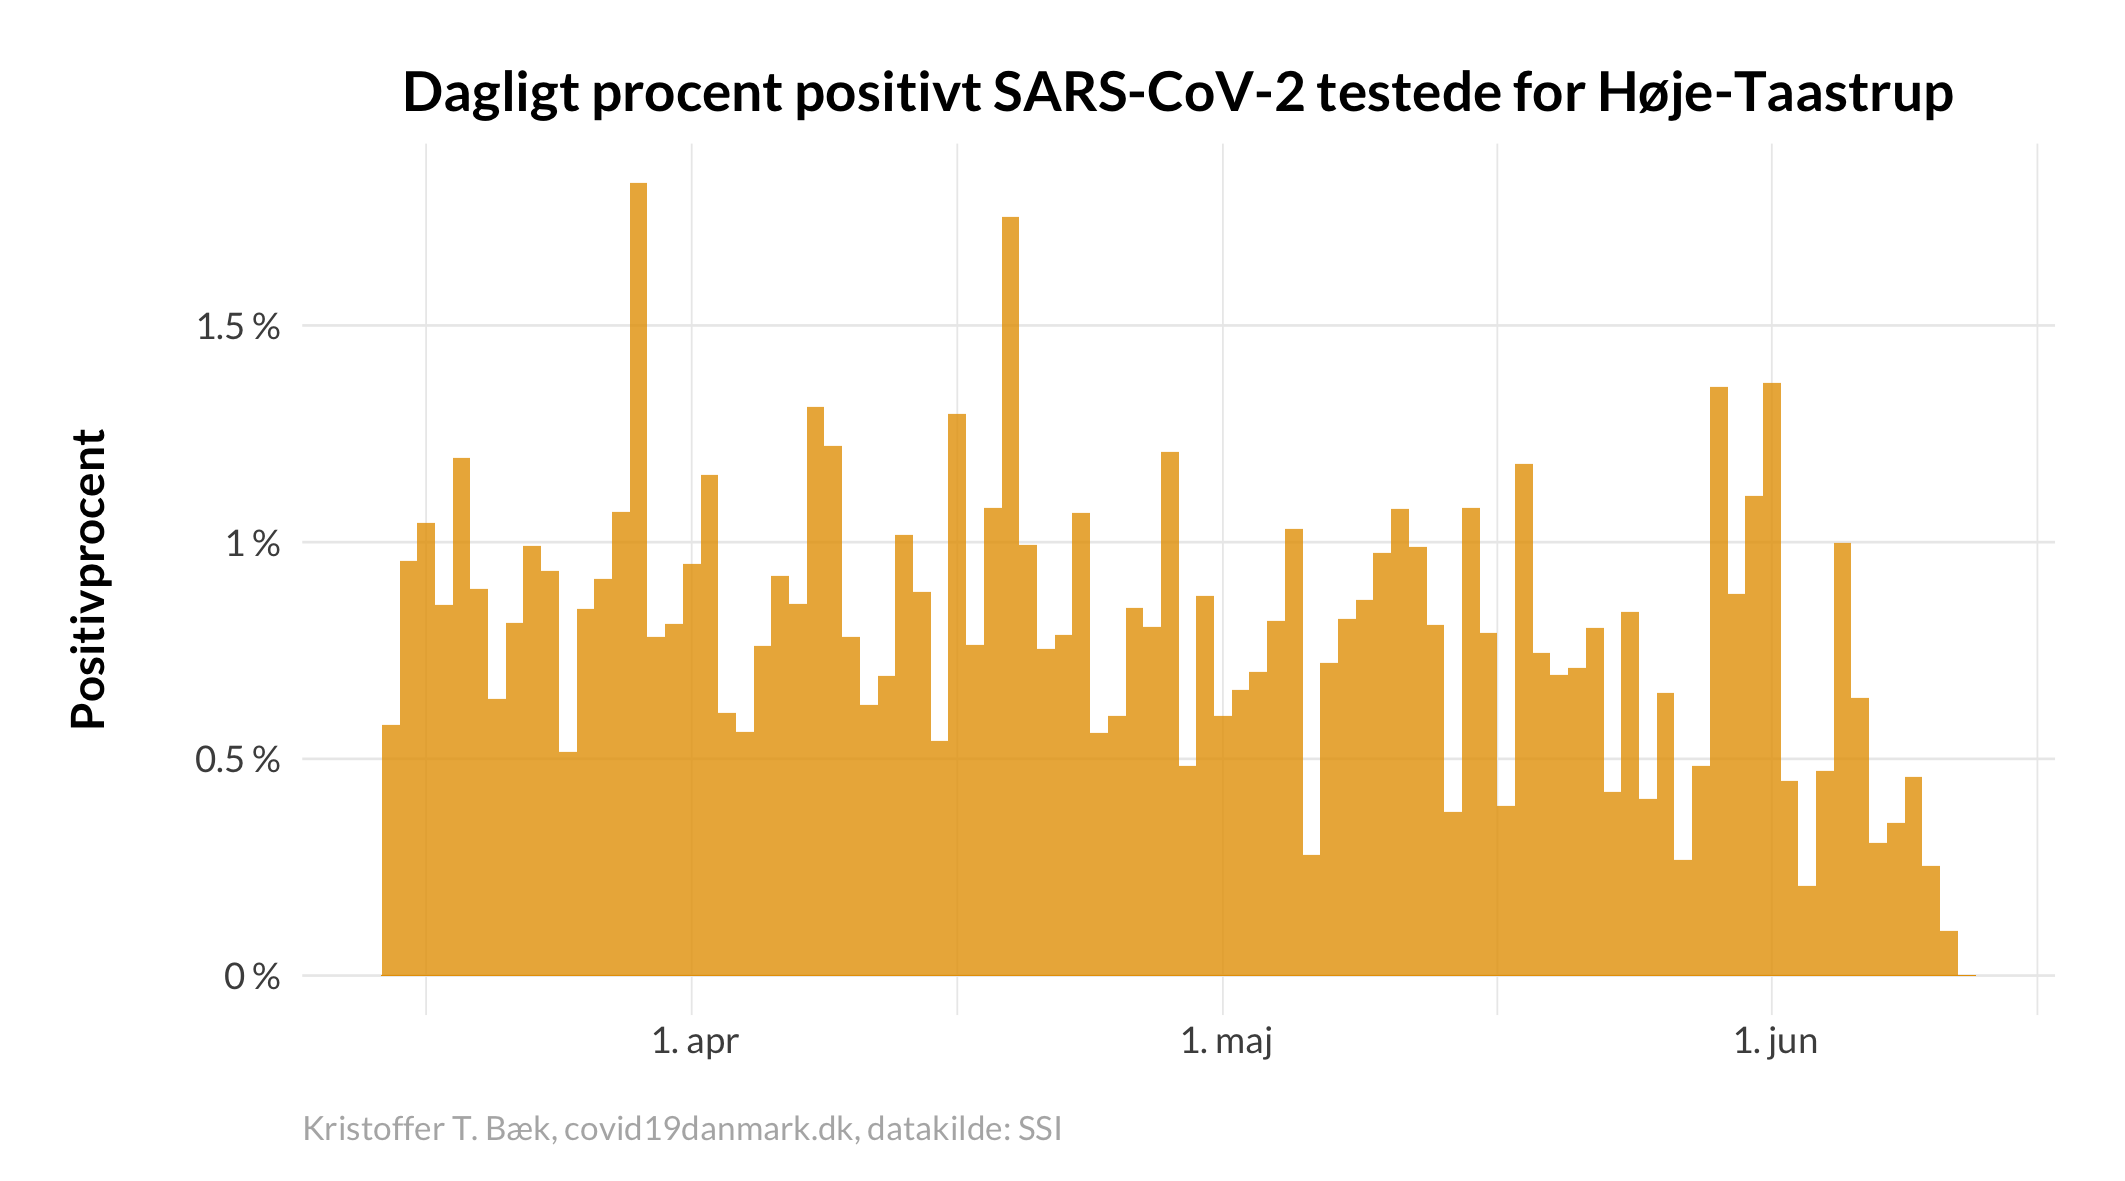 Dagligt procent positivt SARS-CoV-2 testede for Høje-Taastrup
Positivprocent
1.5 %
1 %
0.5 %
0 %
1. apr
1. maj
1. jun
Kristoffer T. Bæk, covid19danmark.dk, datakilde: SSI